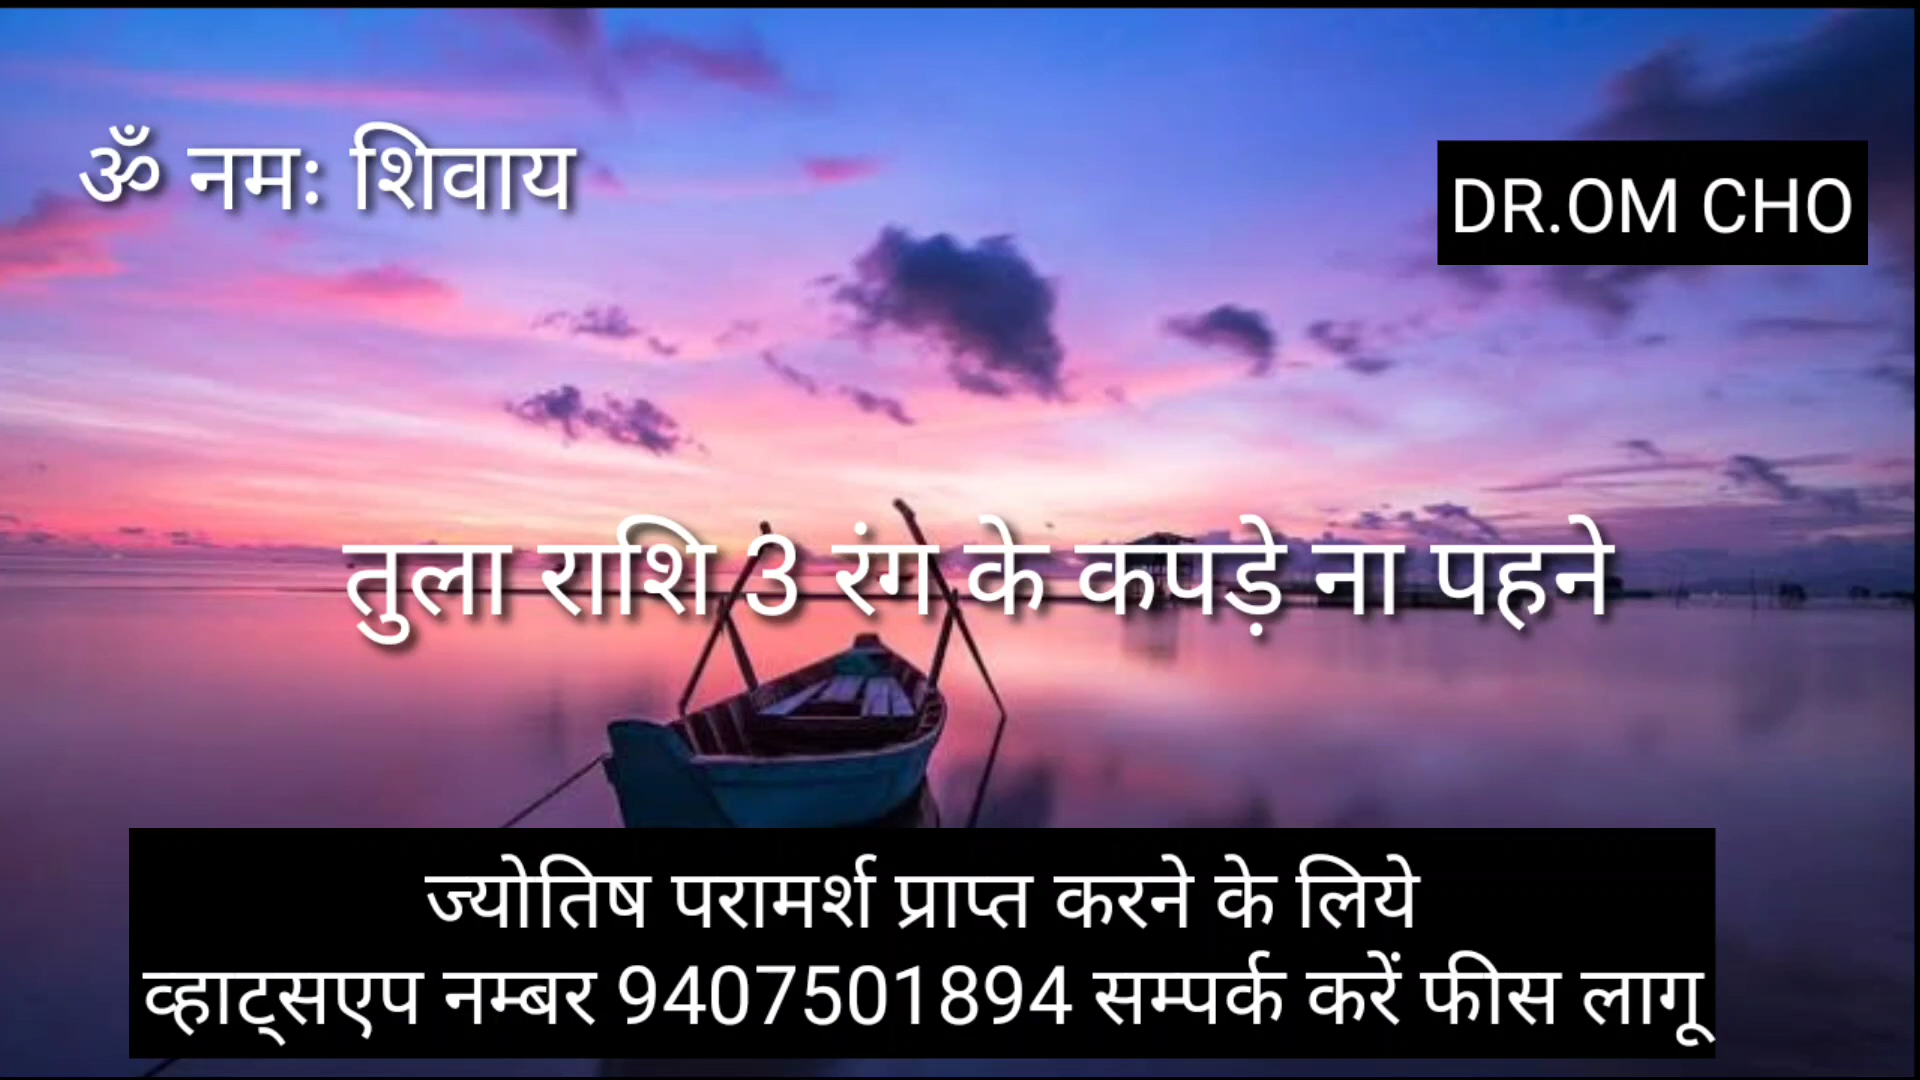 ॐ नमः शिवाय
DR.OM CHO
तुला राशि 3 रंग के कपड़े ना पहने
ज्योतिष परामर्श प्राप्त करने के लिये
व्हाट्सएप नम्बर 9407501894 सम्पर्क करें फीस लागू